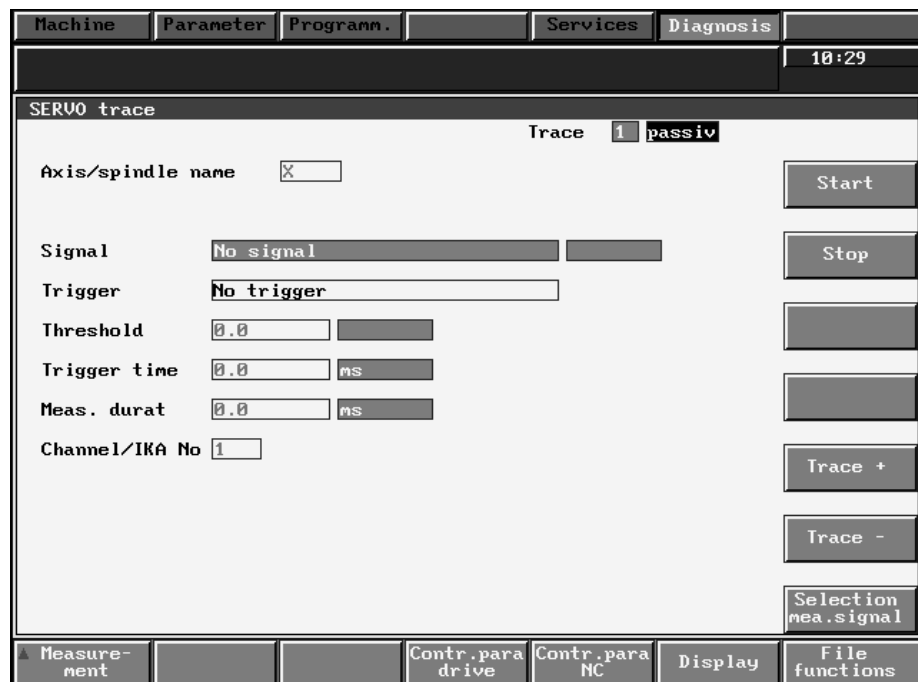 Machine Parameter Programm. Services Diagnosis
10:29
SERVO trace
Trace 1 passiv
Axis/spindle name X
Start
Signal No signal
Stop
Trigger No trigger
Threshold 0.0
Trigger time 0.0 ms
Meas. durat 0.0 ms
Channel/IKA No 1
Trace +
Trace -
Selection
mea.signal
Measure-
ment
Contr.para
drive
Contr.para
NC
Display
File
functions